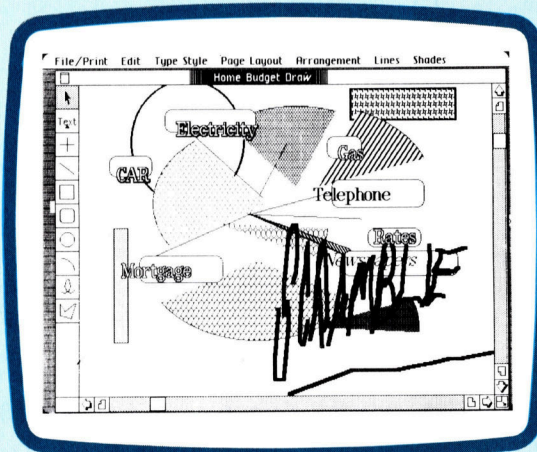 File/Print Edit Type Style Page Layout Arrangement Lines Shades
Home Budget Draw
Text
Electricity
Gas
CAR
Telephone
Rates
Mortgage